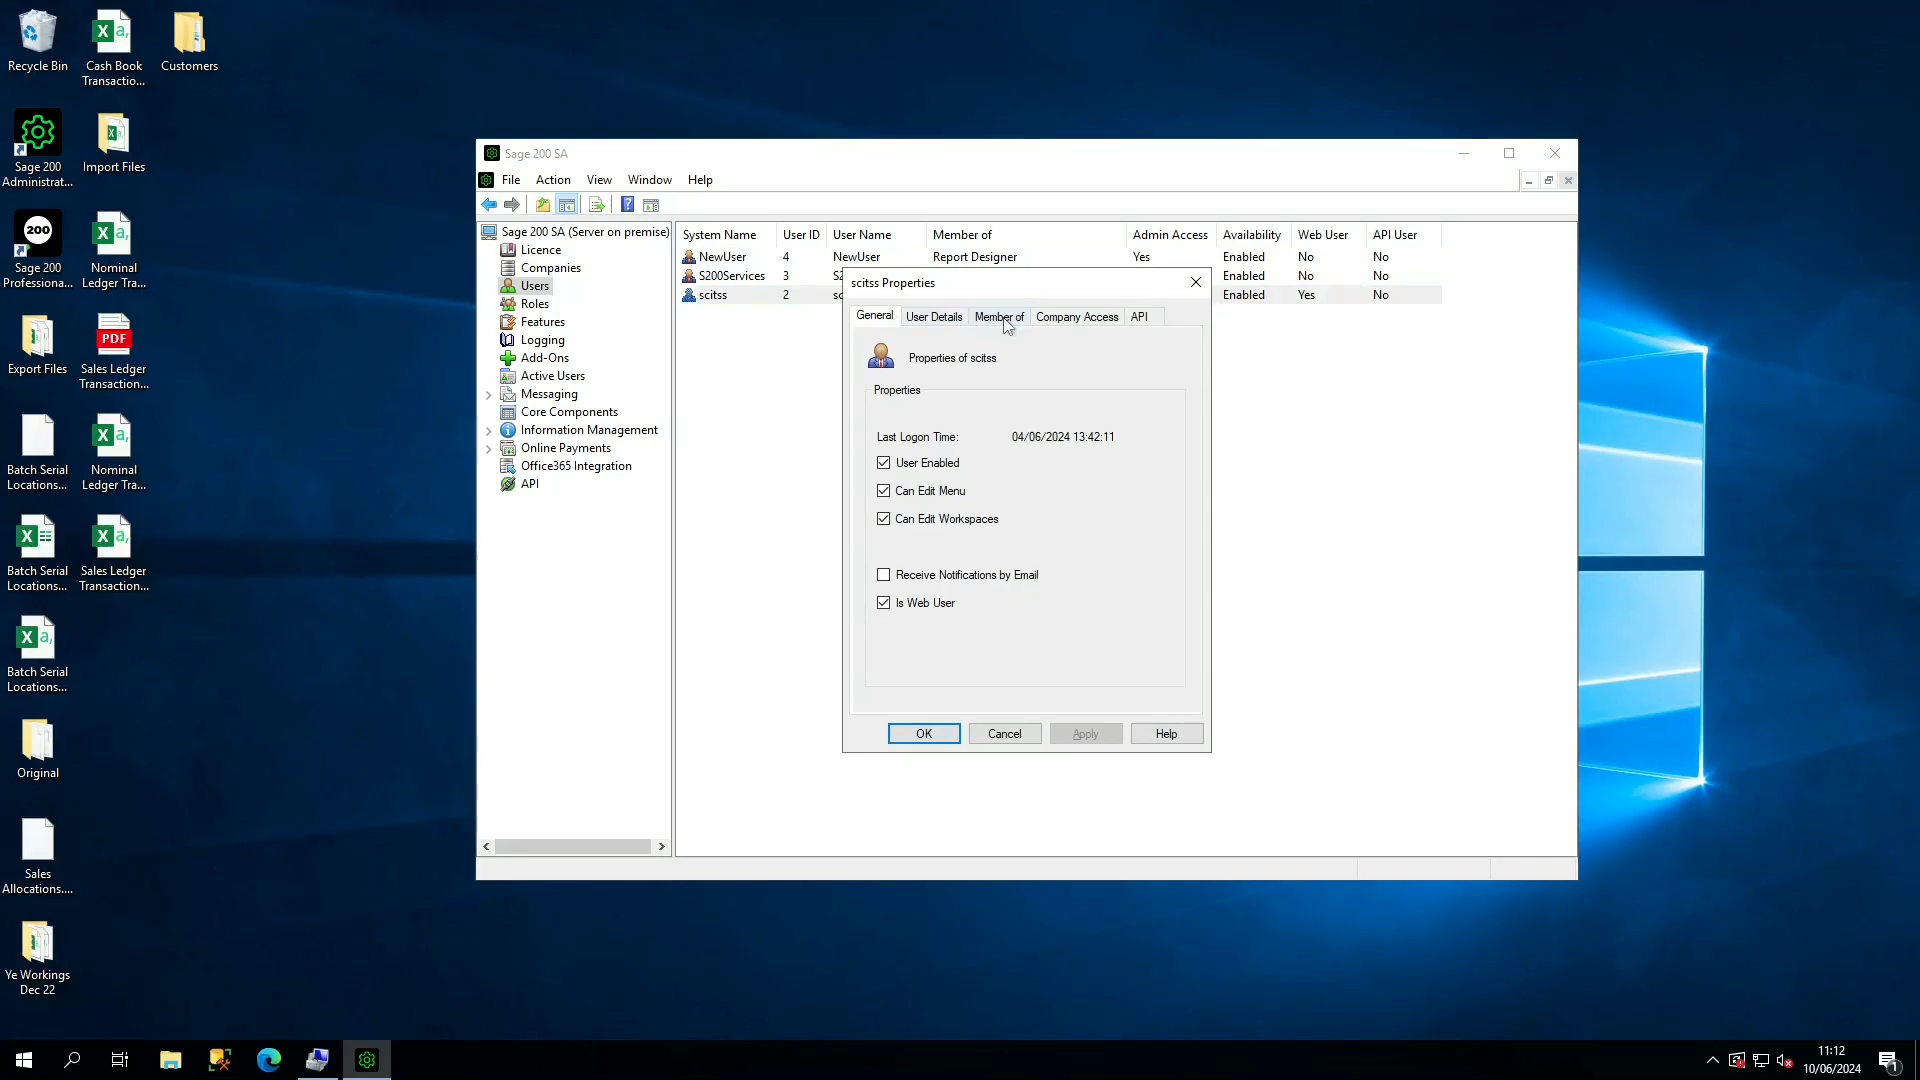 Recycle Bin
Cash Book
Transactio...
Customers
Sage 200
Administrat...
Import Files
200
Sage 200
Professiona...
Nominal
Ledger Tra...
Export Files
PDF
Sales Ledger
Transaction...
Batch Serial
Locations...
Nominal
Ledger Tra...
Batch Serial
Locations...
Sales Ledger
Transaction...
Batch Serial
Locations...
Original
Sales
Allocations....
Ye Workings
Dec 22
Sage 200 SA
File Action View Window Help
Sage 200 SA (Server on premise)
Licence
Companies
Users
Roles
Features
Logging
Add-Ons
Active Users
Messaging
Core Components
Information Management
Online Payments
Office365 Integration
API
System Name User ID User Name Member of Admin Access Availability Web User API User
NewUser 4 NewUser Report Designer Yes Enabled No No
S200Services 3 S2 Enabled No No
scitss 2 sc Enabled Yes No
scitss Properties
General User Details Member of Company Access API
Properties of scitss
Properties
Last Logon Time: 04/06/2024 13:42:11
User Enabled
Can Edit Menu
Can Edit Workspaces
Receive Notifications by Email
Is Web User
OK Cancel Apply Help
11:12
10/06/2024
1